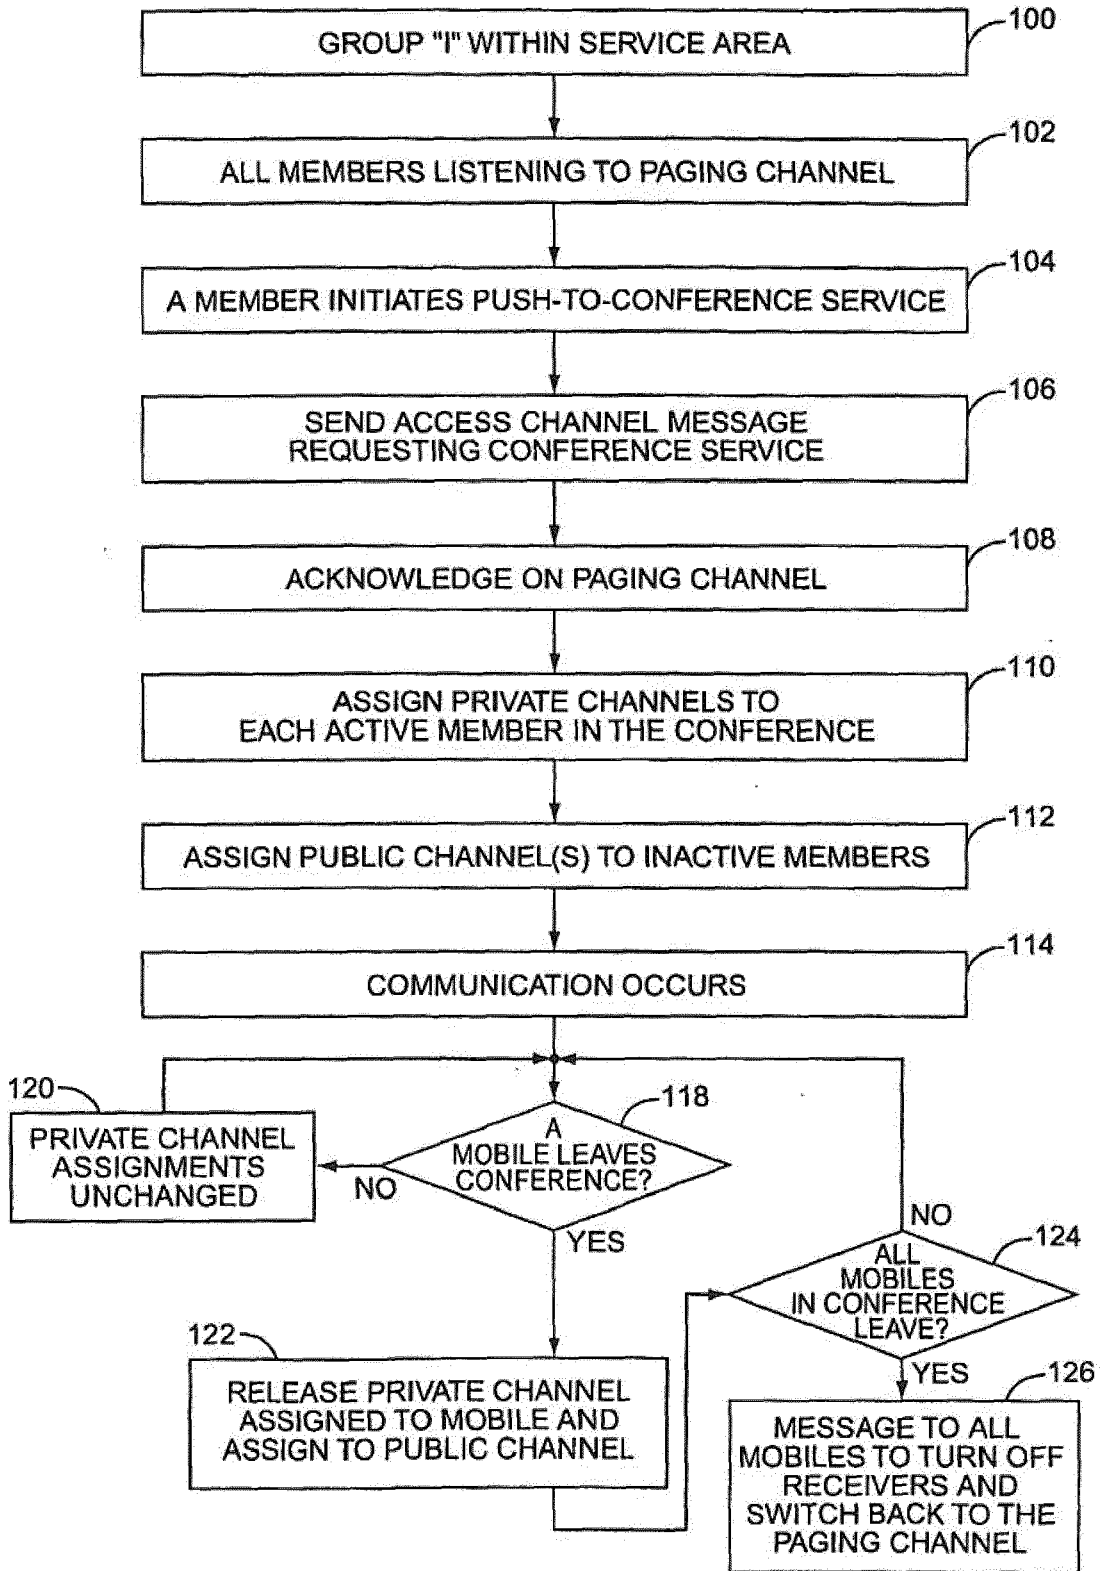 GROUP "I" WITHIN SERVICE AREA
100
ALL MEMBERS LISTENING TO PAGING CHANNEL
102
A MEMBER INITIATES PUSH-TO-CONFERENCE SERVICE
104
SEND ACCESS CHANNEL MESSAGE
REQUESTING CONFERENCE SERVICE
106
ACKNOWLEDGE ON PAGING CHANNEL
108
ASSIGN PRIVATE CHANNELS TO
EACH ACTIVE MEMBER IN THE CONFERENCE
110
ASSIGN PUBLIC CHANNEL(S) TO INACTIVE MEMBERS
112
COMMUNICATION OCCURS
114
120
PRIVATE CHANNEL
ASSIGNMENTS
UNCHANGED
NO
118
A
MOBILE LEAVES
CONFERENCE?
YES
122
RELEASE PRIVATE CHANNEL
ASSIGNED TO MOBILE AND
ASSIGN TO PUBLIC CHANNEL
NO
124
ALL
MOBILES
IN CONFERENCE
LEAVE?
YES
126
MESSAGE TO ALL
MOBILES TO TURN OFF
RECEIVERS AND
SWITCH BACK TO THE
PAGING CHANNEL